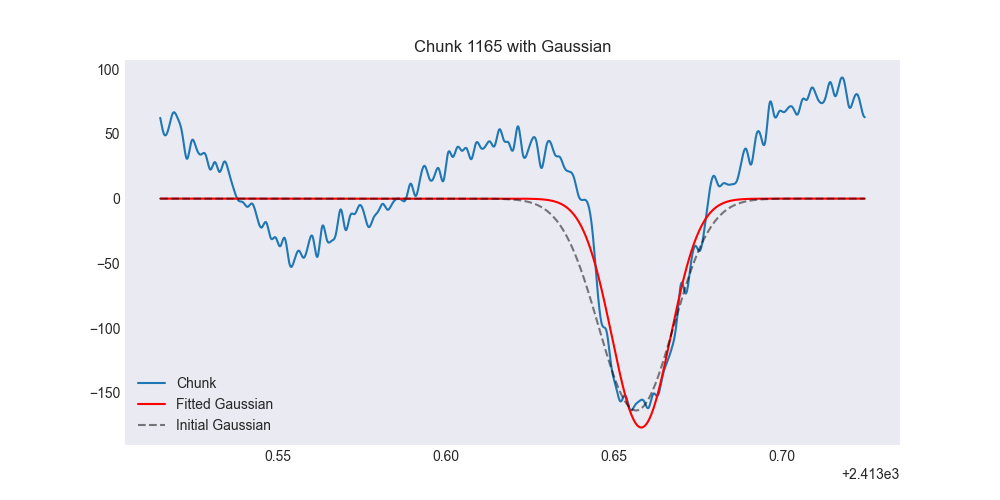 Chunk 1165 with Gaussian
100
50
0
−50
−100
−150
Chunk
Fitted Gaussian
Initial Gaussian
0.55
0.60
0.65
0.70
+2.413e3